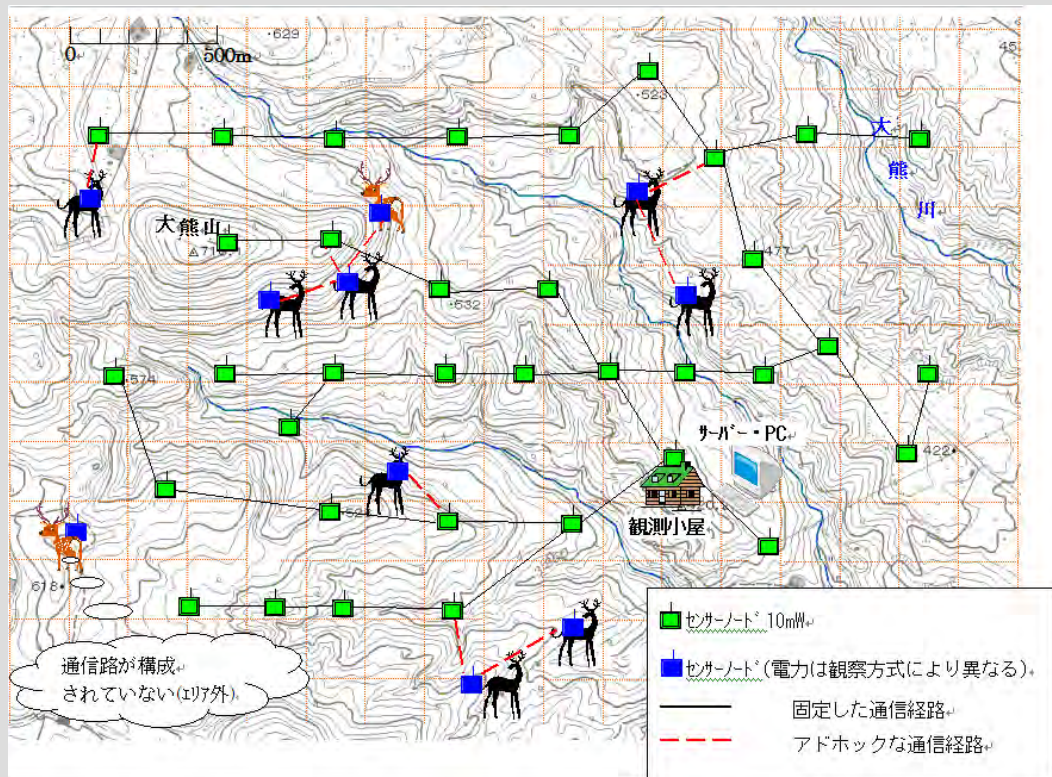 0
500m
・629
・523
大
熊
川
犬熊山
・477
・632
・574
サーバー・PC
422・
観測小屋
618・
通信路が構成
されていない(エリア外)
センサーノード 10mW
センサーノード(電力は観察方式により異なる)
固定した通信経路
アドホックな通信経路